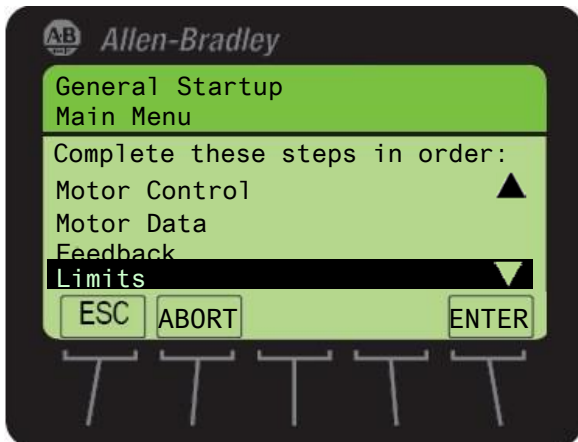 AB Allen-Bradley
General Startup
Main Menu
Complete these steps in order:
Motor Control
Motor Data
Feedback
Limits
ESC ABORT ENTER